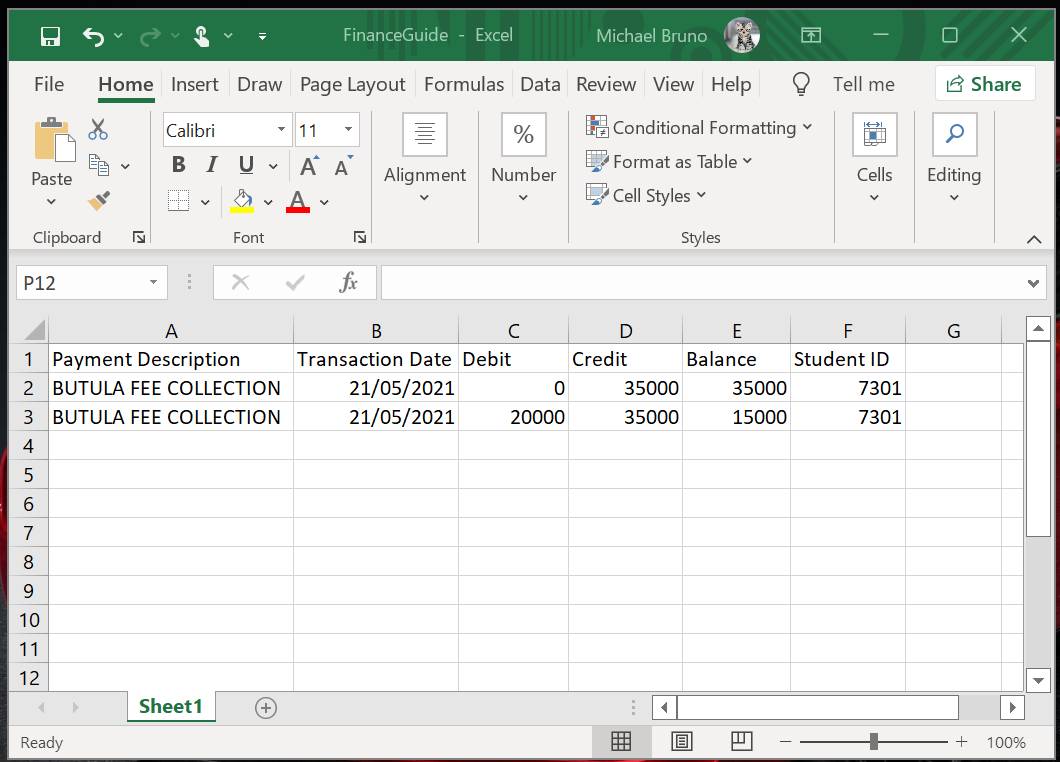 FinanceGuide - Excel Michael Bruno
File Home Insert Draw Page Layout Formulas Data Review View Help Tell me Share
Calibri 11
Conditional Formatting
B I U A A
% Format as Table
Paste Alignment Number Cells Editing
A Cell Styles
Clipboard Font Styles
P12 fx
A B C D E F G
1 Payment Description Transaction Date Debit Credit Balance Student ID
2 BUTULA FEE COLLECTION 21/05/2021 0 35000 35000 7301
3 BUTULA FEE COLLECTION 21/05/2021 20000 35000 15000 7301
4
5
6
7
8
9
10
11
12
Sheet1
Ready 100%